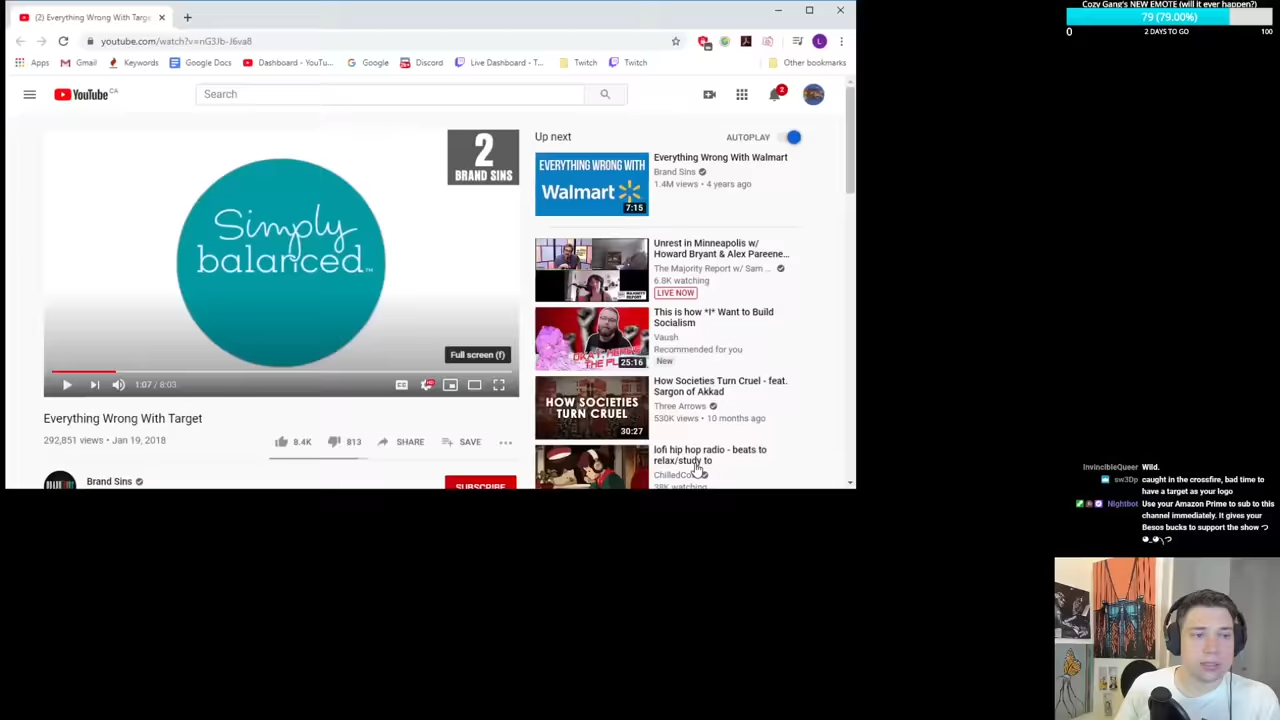 (2) Everything Wrong With Targe
youtube.com/watch?v=nG3Jb-J6va8
Apps
Gmail
Keywords
Google Docs
Dashboard - YouTu...
Google
Discord
Live Dashboard - T...
Twitch
Twitch
Other bookmarks
YouTube CA
Search
2
2
BRAND SINS
Simply
balanced™
Full screen (f)
1:07 / 8:03
CC
HD
Everything Wrong With Target
292,851 views • Jan 19, 2018
8.4K
813
SHARE
SAVE
Brand Sins
SUBSCRIBE
Up next
AUTOPLAY
EVERYTHING WRONG WITH
Walmart
7:15
Everything Wrong With Walmart
Brand Sins
1.4M views • 4 years ago
Unrest in Minneapolis w/
Howard Bryant & Alex Pareene...
The Majority Report w/ Sam ...
6.8K watching
LIVE NOW
25:16
This is how *I* Want to Build
Socialism
Vaush
Recommended for you
New
HOW SOCIETIES
TURN CRUEL
30:27
How Societies Turn Cruel - feat.
Sargon of Akkad
Three Arrows
530K views • 10 months ago
lofi hip hop radio - beats to
relax/study to
38K watching
Cozy Gang's NEW EMOTE (will it ever happen?)
79 (79.00%)
0
2 DAYS TO GO
100
InvincibleQueer Wild.
sw3Dp caught in the crossfire, bad time to
have a target as your logo
Nightbot Use your Amazon Prime to sub to this
channel immediately. It gives your
Besos bucks to support the show つ